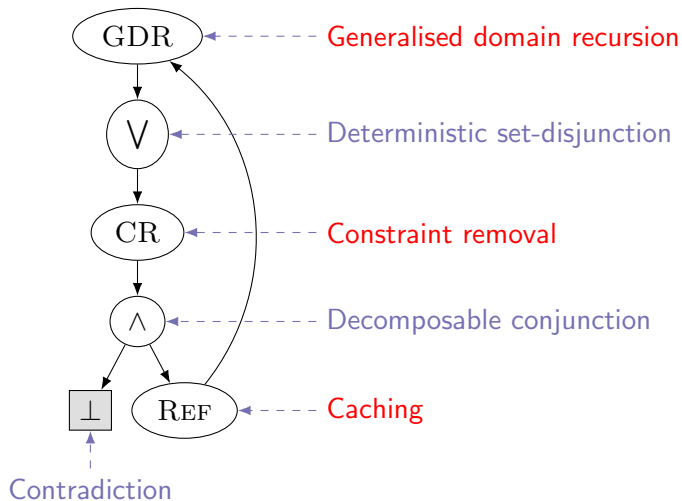 GDR Generalised domain recursion
⋁ Deterministic set-disjunction
CR Constraint removal
∧ Decomposable conjunction
⊥ REF Caching
Contradiction